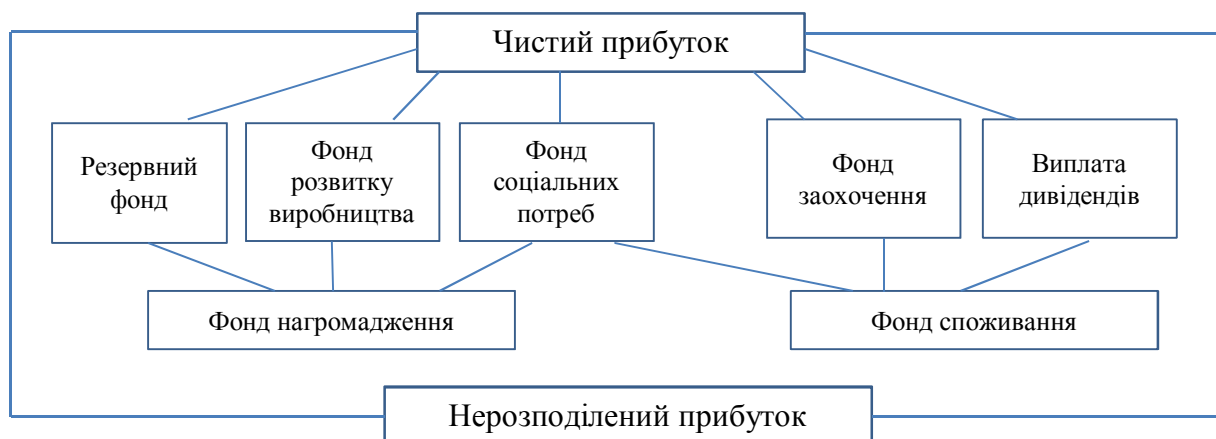 Чистий прибуток
Резервний
фонд
Фонд
розвитку
виробництва
Фонд
соціальних
потреб
Фонд
заохочення
Виплата
дивідендів
Фонд нагромадження
Фонд споживання
Нерозподілений прибуток